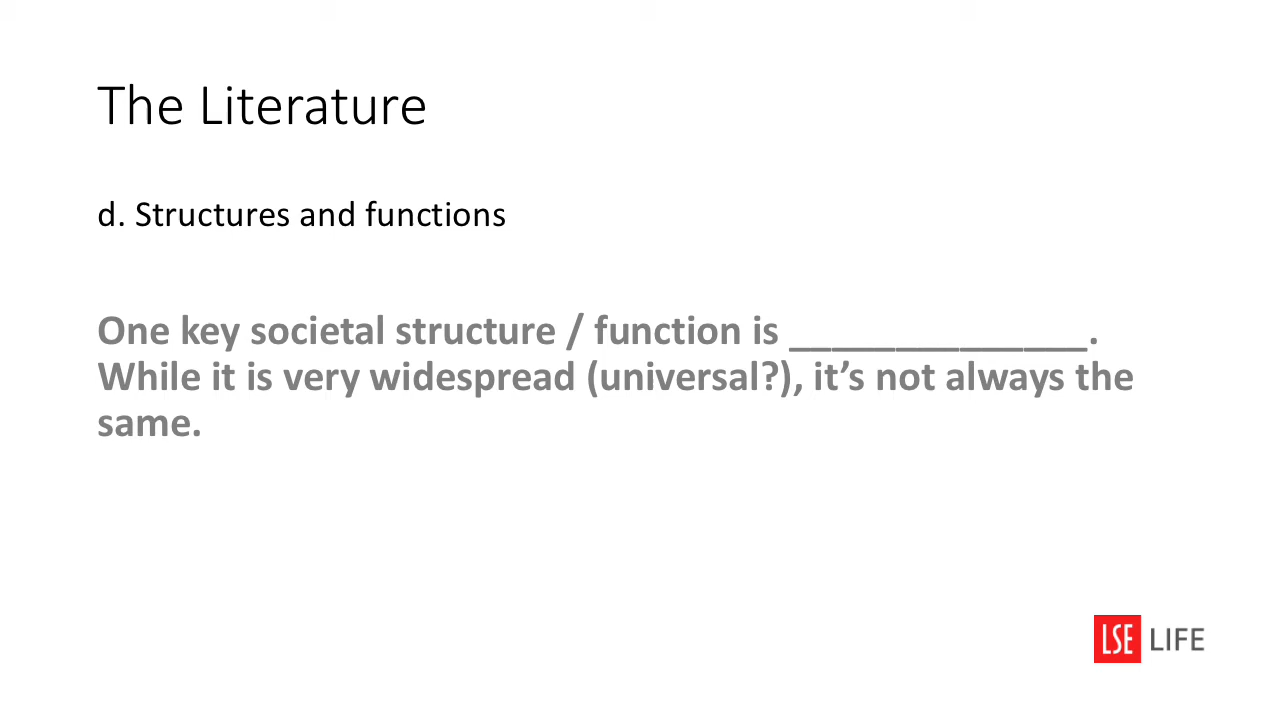 The Literature
d. Structures and functions
One key societal structure / function is ______________.
While it is very widespread (universal?), it’s not always the
same.
LSE LIFE